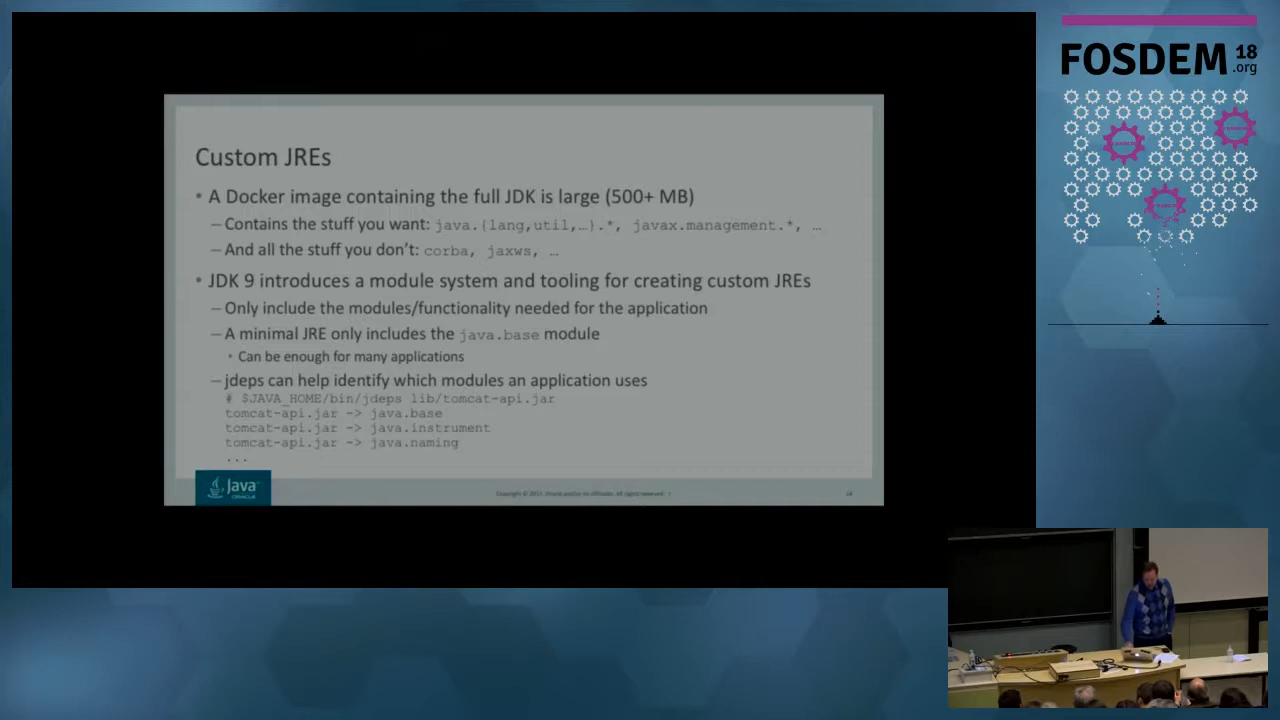 Custom JREs
• A Docker image containing the full JDK is large (500+ MB)
– Contains the stuff you want: java.{lang,util,…}.*, javax.management.*, …
– And all the stuff you don't: corba, jaxws, …
• JDK 9 introduces a module system and tooling for creating custom JREs
– Only include the modules/functionality needed for the application
– A minimal JRE only includes the java.base module
• Can be enough for many applications
– jdeps can help identify which modules an application uses
# $JAVA_HOME/bin/jdeps lib/tomcat-api.jar
tomcat-api.jar -> java.base
tomcat-api.jar -> java.instrument
tomcat-api.jar -> java.naming
...
Java
ORACLE
FOSDEM 18
.org